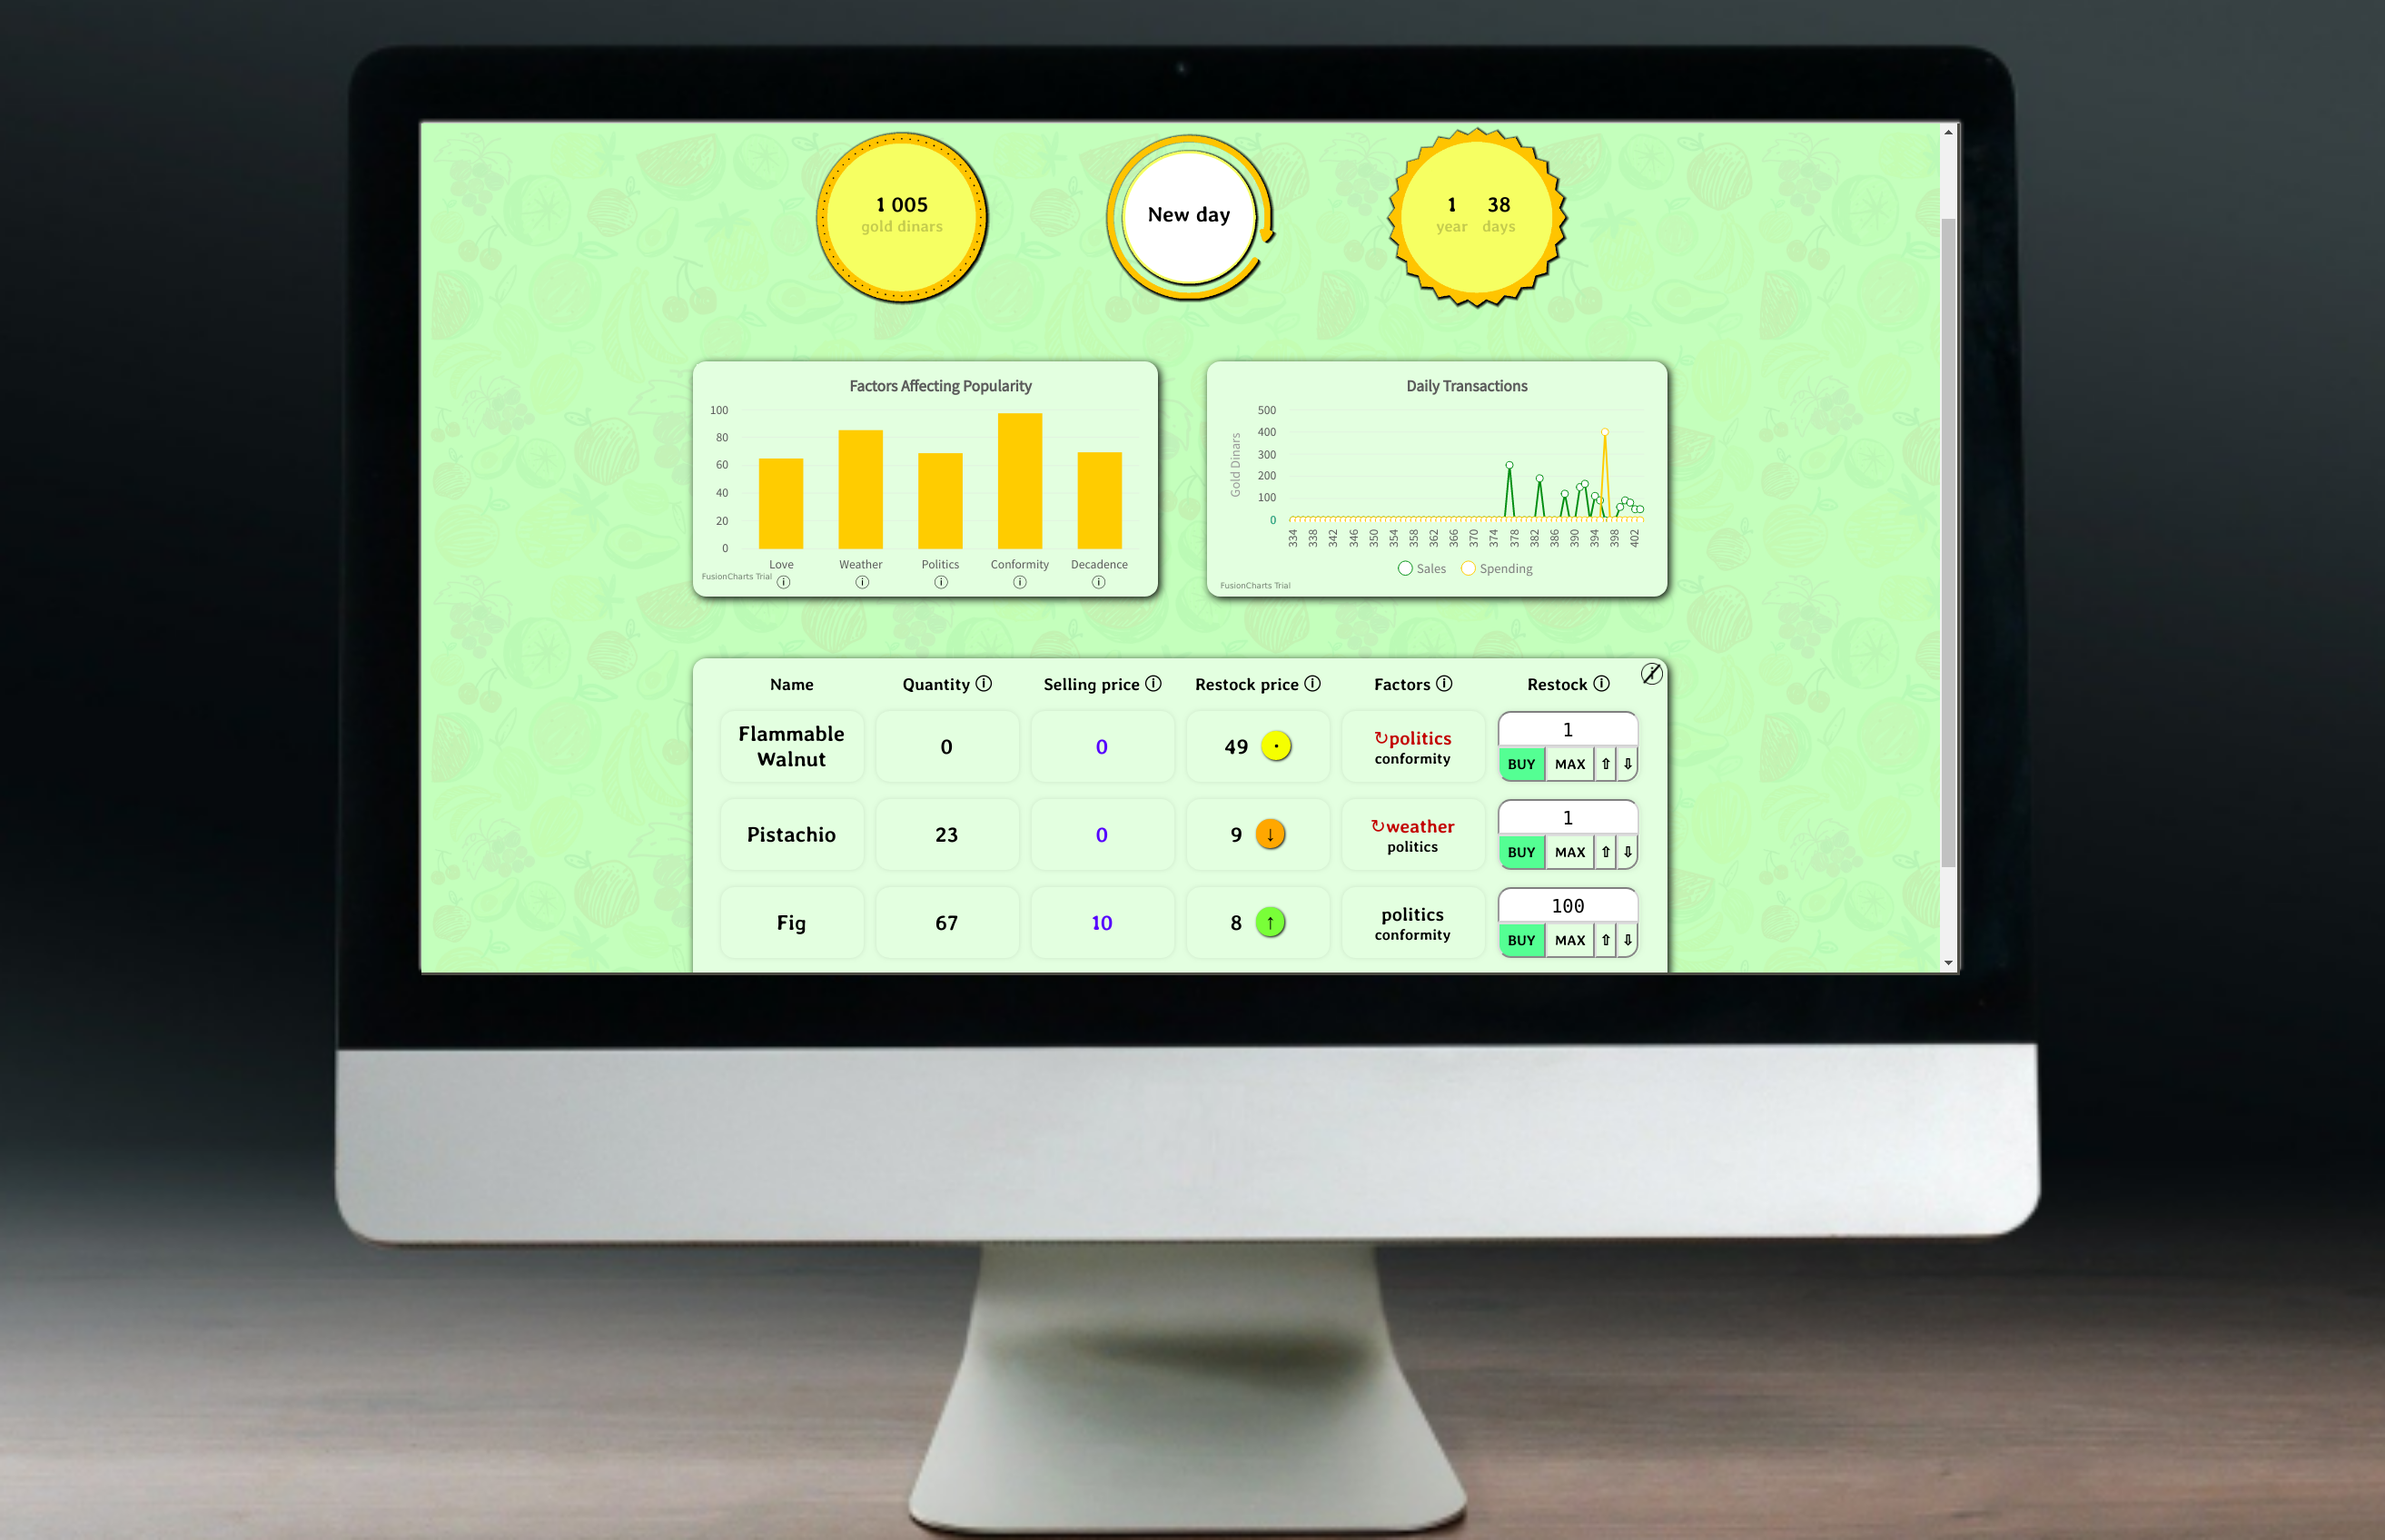 1 005
gold dinars
New day
1 38
year days
Factors Affecting Popularity
100
80
60
40
20
0
Love Weather Politics Conformity Decadence
FusionCharts Trial
Daily Transactions
Gold Dinars
500
400
300
200
100
0
334 338 342 346 350 354 358 362 366 370 374 378 382 386 390 394 398 402
Sales Spending
FusionCharts Trial
Name Quantity Selling price Restock price Factors Restock
Flammable
Walnut
0
0
49
↻politics
conformity
1
BUY MAX ⇧ ⇩
Pistachio
23
0
9 ↓
↻weather
politics
1
BUY MAX ⇧ ⇩
Fig
67
10
8 ↑
politics
conformity
100
BUY MAX ⇧ ⇩